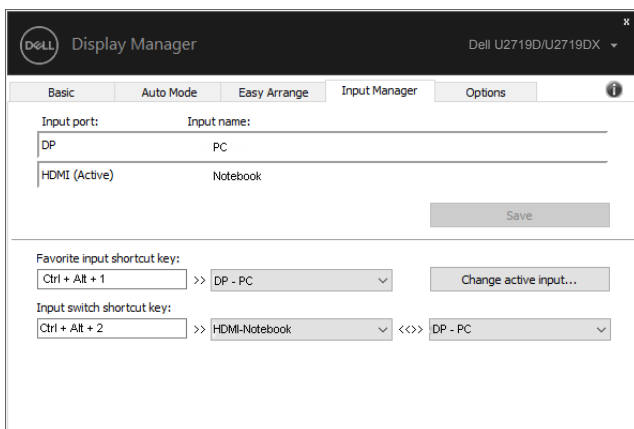 x
DELL Display Manager Dell U2719D/U2719DX
Basic Auto Mode Easy Arrange Input Manager Options i
Input port: Input name:
DP PC
HDMI (Active) Notebook
Save
Favorite input shortcut key:
Ctrl + Alt + 1 >> DP - PC Change active input...
Input switch shortcut key:
Ctrl + Alt + 2 >> HDMI-Notebook <<>> DP - PC